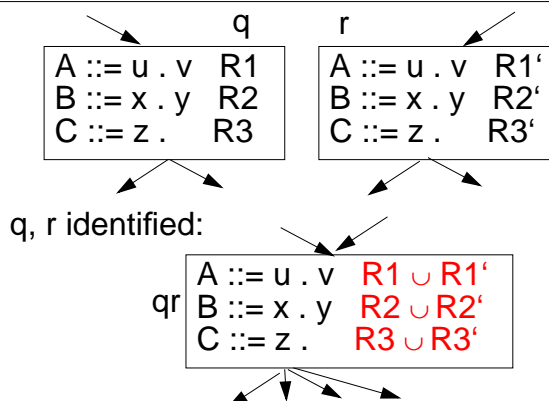 q r
A ::= u . v R1 A ::= u . v R1‘
B ::= x . y R2 B ::= x . y R2‘
C ::= z . R3 C ::= z . R3‘
q, r identified:
A ::= u . v R1 ∪ R1‘
qr B ::= x . y R2 ∪ R2‘
C ::= z . R3 ∪ R3‘